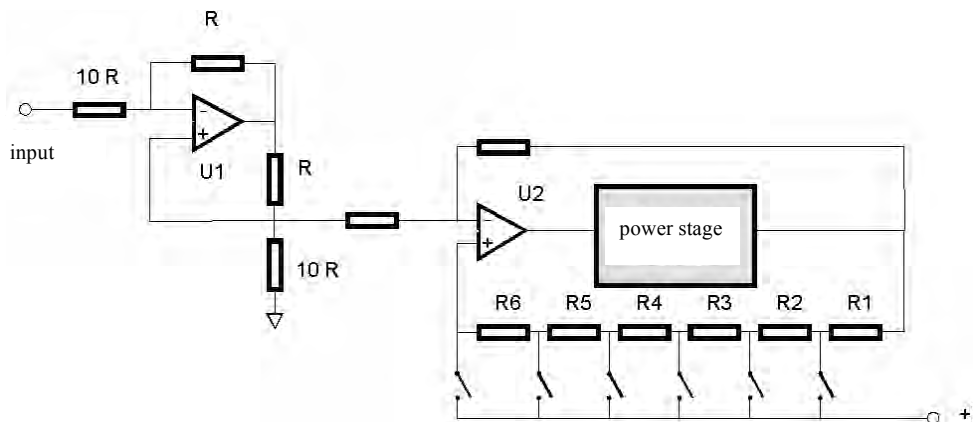 R
10 R
-
+
input
U1
R
10 R
U2
-
+
power stage
R6 R5 R4 R3 R2 R1
+